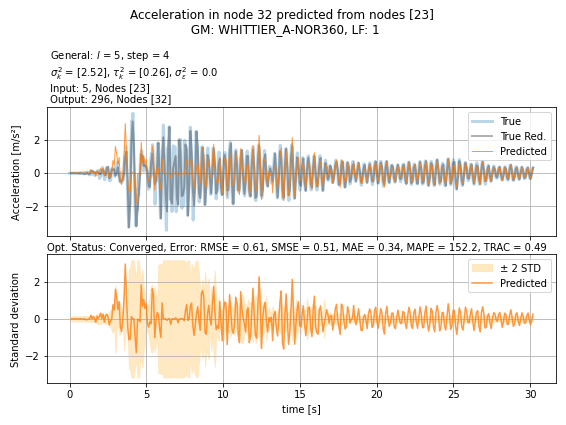 Acceleration in node 32 predicted from nodes [23]
GM: WHITTIER_A-NOR360, LF: 1
General: l = 5, step = 4
σ²ₖ = [2.52], τ²ₖ = [0.26], σ²ε = 0.0
Input: 5, Nodes [23]
Output: 296, Nodes [32]
Acceleration [m/s²]
2
0
−2
True
True Red.
Predicted
Opt. Status: Converged, Error: RMSE = 0.61, SMSE = 0.51, MAE = 0.34, MAPE = 152.2, TRAC = 0.49
Standard deviation
2
0
−2
± 2 STD
Predicted
0 5 10 15 20 25 30
time [s]